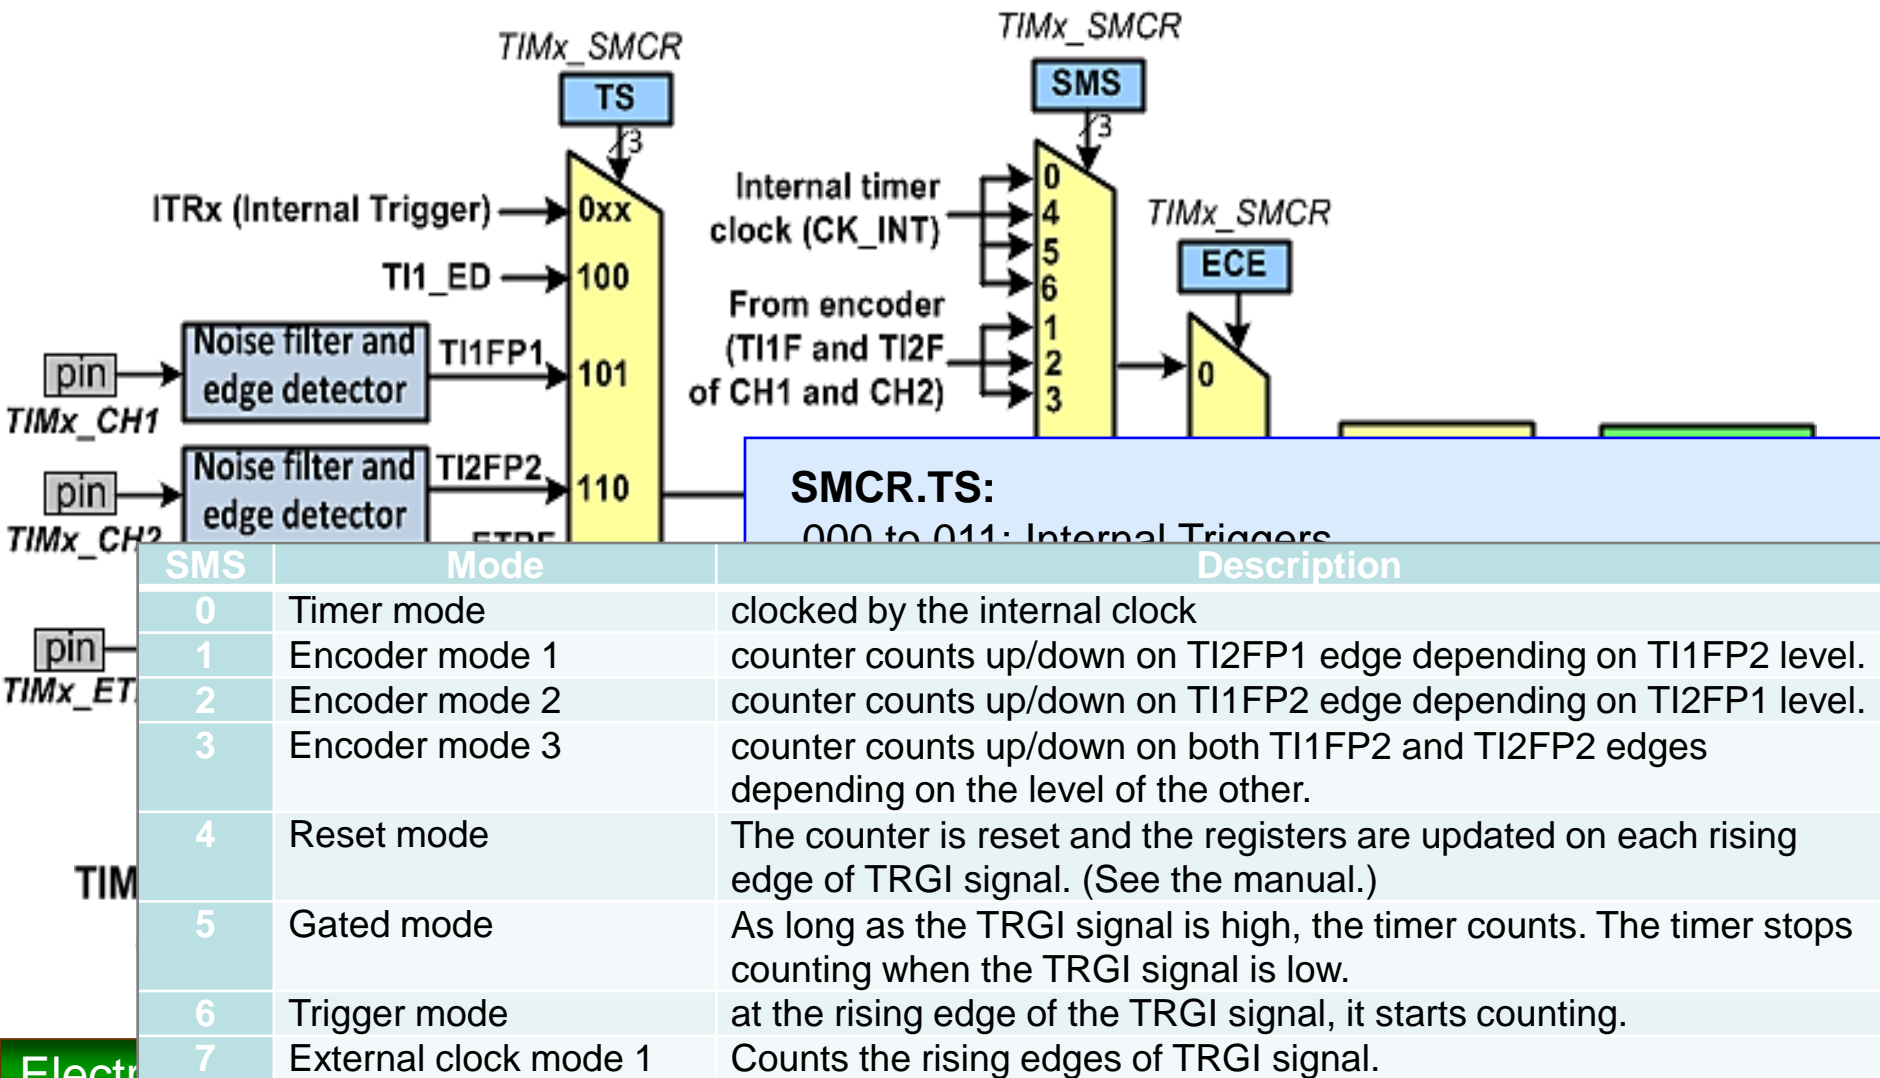 TIMx_SMCR
TS
3
ITRx (Internal Trigger)
0xx
TI1_ED
100
pin
TIMx_CH1
Noise filter and
edge detector
TI1FP1
101
pin
TIMx_CH2
Noise filter and
edge detector
TI2FP2
110
ETRF
pin
TIMx_ET
TIM
TIMx_SMCR
SMS
3
Internal timer
clock (CK_INT)
0
4
5
6
From encoder
(TI1F and TI2F
of CH1 and CH2)
1
2
3
TIMx_SMCR
ECE
0
SMCR.TS:
000 to 011: Internal Triggers
SMS Mode Description
0 Timer mode clocked by the internal clock
1 Encoder mode 1 counter counts up/down on TI2FP1 edge depending on TI1FP2 level.
2 Encoder mode 2 counter counts up/down on TI1FP2 edge depending on TI2FP1 level.
3 Encoder mode 3 counter counts up/down on both TI1FP2 and TI2FP2 edges
depending on the level of the other.
4 Reset mode The counter is reset and the registers are updated on each rising
edge of TRGI signal. (See the manual.)
5 Gated mode As long as the TRGI signal is high, the timer counts. The timer stops
counting when the TRGI signal is low.
6 Trigger mode at the rising edge of the TRGI signal, it starts counting.
7 External clock mode 1 Counts the rising edges of TRGI signal.
Electr